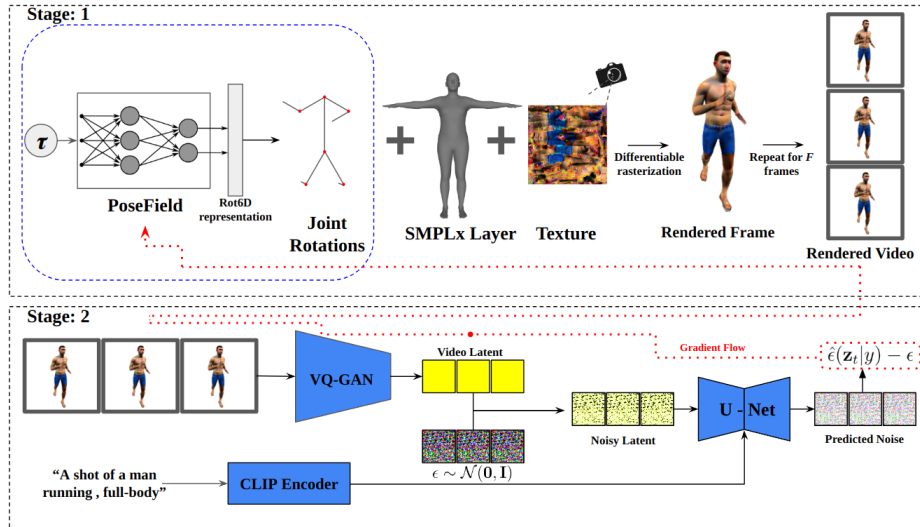 Stage: 1
τ
PoseField
Rot6D
representation
Joint
Rotations
+
SMPLx Layer
+
Texture
Differentiable
rasterization
Rendered Frame
Repeat for F
frames
Rendered Video
Stage: 2
VQ-GAN
Video Latent
ϵ ∼ 𝒩(0, I)
Noisy Latent
U - Net
Gradient Flow
ϵ̂(z_t|y) − ϵ
Predicted Noise
“A shot of a man
running , full-body”
CLIP Encoder